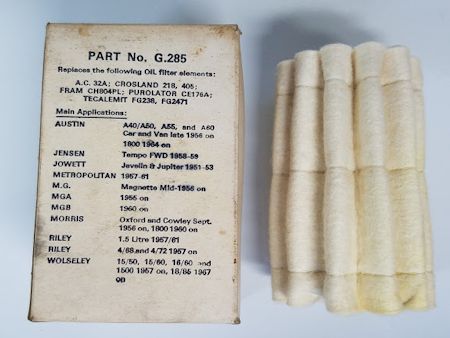 PART No. G.285
Replaces the following OIL filter elements:
A.C. 32A; CROSLAND 218, 405;
FRAM CH804PL; PUROLATOR CE176A;
TECALEMIT FG238, FG2471
Main Applications:
AUSTIN A40/A50, A55, and A60
Car and Van late 1956 on
1800 1964 on
JENSEN Tempo FWD 1958-59
JOWETT Javelin & Jupiter 1951-53
METROPOLITAN 1957-61
M.G. Magnette Mid-1956 on
MGA 1955 on
MGB 1960 on
MORRIS Oxford and Cowley Sept.
1956 on, 1800 1960 on
RILEY 1.5 Litre 1957/61
RILEY 4/68 and 4/72 1957 on
WOLSELEY 15/50, 15/60, 16/60 and
1500 1957 on, 18/85 1967
on